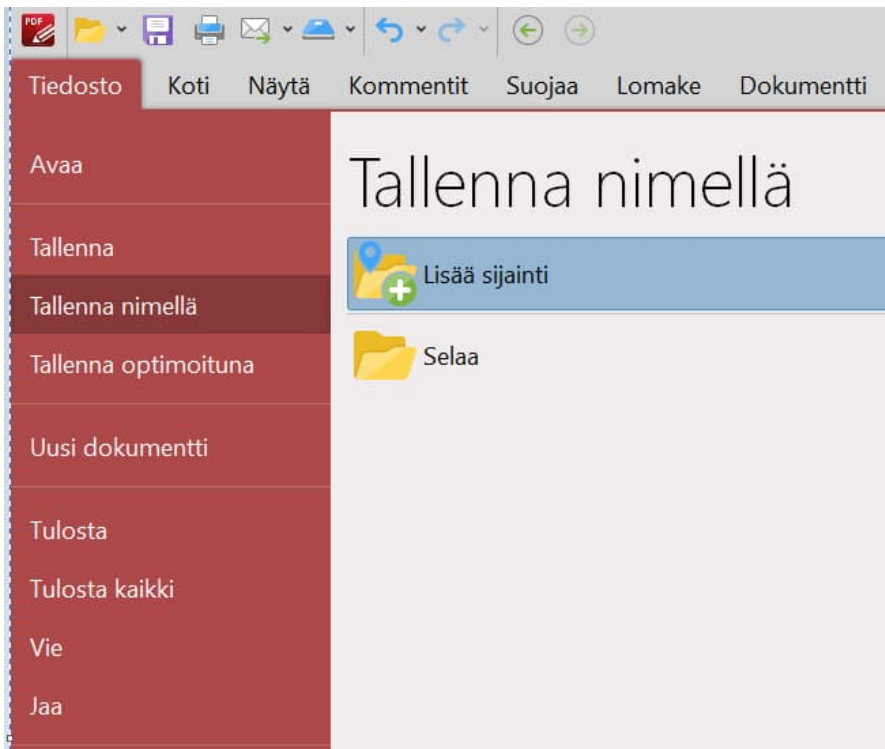 PDF
Tiedosto Koti Näytä Kommentit Suojaa Lomake Dokumentti
Avaa
Tallenna
Tallenna nimellä
Tallenna optimoituna
Uusi dokumentti
Tulosta
Tulosta kaikki
Vie
Jaa
Tallenna nimellä
Lisää sijainti
Selaa